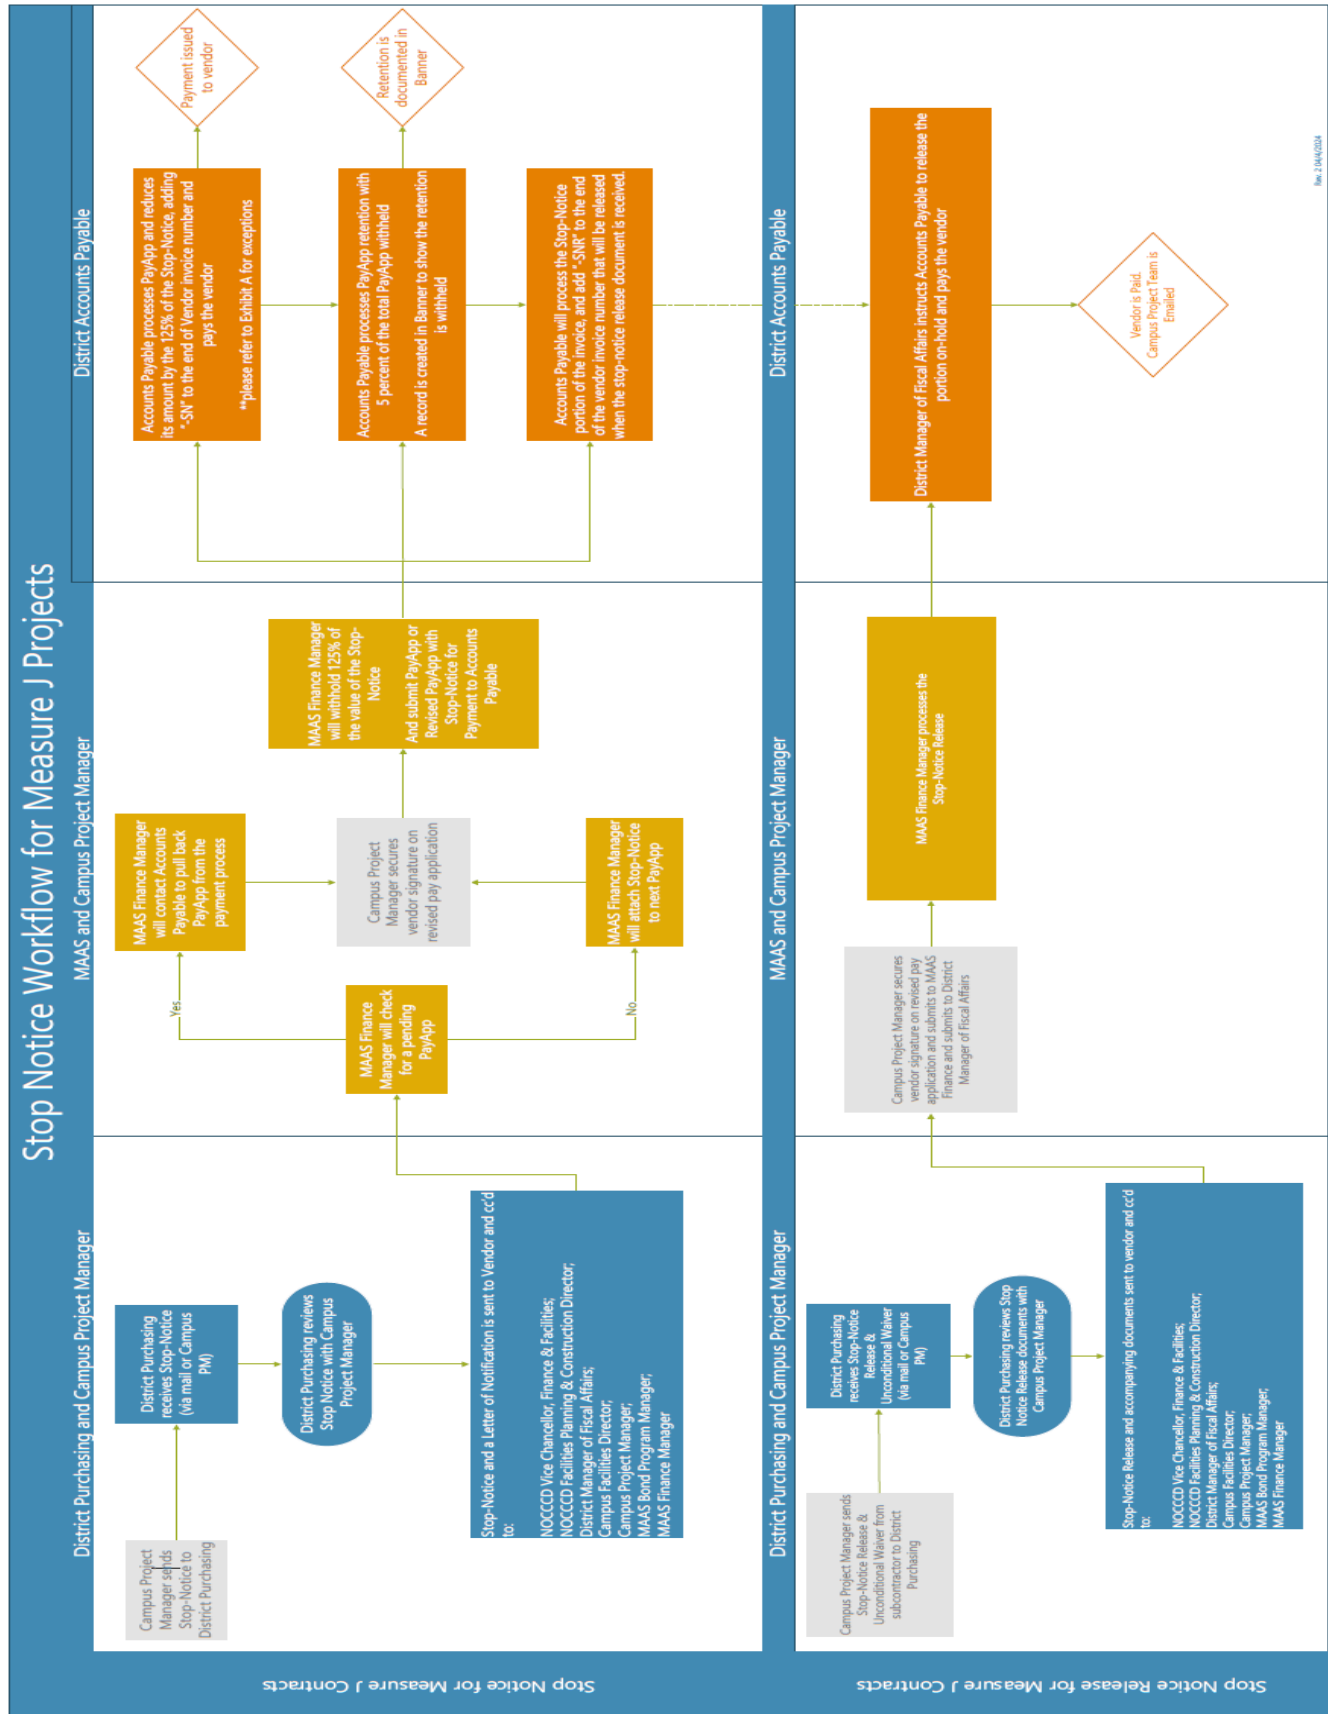 Stop Notice Workflow for Measure J Projects
District Purchasing and Campus Project Manager
MAAS and Campus Project Manager
District Accounts Payable
Stop Notice for Measure J Contracts
Campus Project
Manager sends
Stop-Notice to
District Purchasing
District Purchasing
receives Stop-Notice
(via mail or Campus
PM)
District Purchasing reviews
Stop Notice with Campus
Project Manager
Stop-Notice and a Letter of Notification is sent to Vendor and cc'd
to:
NOCCCD Vice Chancellor, Finance & Facilities;
NOCCCD Facilities Planning & Construction Director;
District Manager of Fiscal Affairs;
Campus Facilities Director;
Campus Project Manager;
MAAS Bond Program Manager;
MAAS Finance Manager
MAAS Finance
Manager will check
for a pending
PayApp
Yes
No
MAAS Finance Manager
will contact Accounts
Payable to pull back
PayApp from the
payment process
Campus Project
Manager secures
vendor signature on
revised pay application
MAAS Finance Manager
will attach Stop-Notice
to next PayApp
MAAS Finance Manager
will withhold 125% of
the value of the Stop-
Notice
And submit PayApp or
Revised PayApp with
Stop-Notice for
Payment to Accounts
Payable
Accounts Payable processes PayApp and reduces
its amount by the 125% of the Stop-Notice, adding
"-SN" to the end of Vendor invoice number and
pays the vendor
**please refer to Exhibit A for exceptions
Payment issued
to vendor
Accounts Payable processes PayApp retention with
5 percent of the total PayApp withheld
A record is created in Banner to show the retention
is withheld
Retention is
documented in
Banner
Accounts Payable will process the Stop-Notice
portion of the invoice, and add "-SNR" to the end
of the vendor invoice number that will be released
when the stop-notice release document is received.
District Purchasing and Campus Project Manager
MAAS and Campus Project Manager
District Accounts Payable
Stop Notice Release for Measure J Contracts
Campus Project Manager sends
Stop-Notice Release &
Unconditional Waiver from
subcontractor to District
Purchasing
District Purchasing
receives Stop-Notice
Release &
Unconditional Waiver
(via mail or Campus
PM)
District Purchasing reviews Stop
Notice Release documents with
Campus Project Manager
Stop-Notice Release and accompanying documents sent to vendor and cc'd
to:
NOCCCD Vice Chancellor, Finance & Facilities;
NOCCCD Facilities Planning & Construction Director;
District Manager of Fiscal Affairs;
Campus Facilities Director;
Campus Project Manager;
MAAS Bond Program Manager;
MAAS Finance Manager
Campus Project Manager secures
vendor signature on revised pay
application and submits to MAAS
Finance and submits to District
Manager of Fiscal Affairs
MAAS Finance Manager processes the
Stop-Notice Release
District Manager of Fiscal Affairs instructs Accounts Payable to release the
portion on-hold and pays the vendor
Vendor is Paid.
Campus Project Team is
Emailed
Rev. 2 04/4/2024